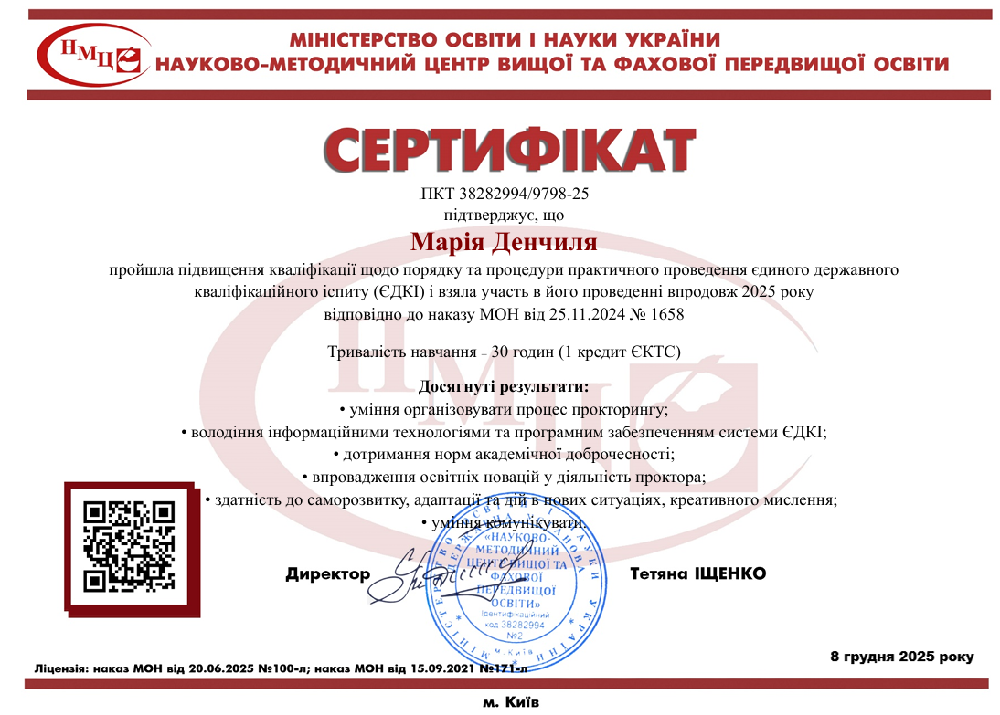 НМЦ
МІНІСТЕРСТВО ОСВІТИ І НАУКИ УКРАЇНИ
НАУКОВО-МЕТОДИЧНИЙ ЦЕНТР ВИЩОЇ ТА ФАХОВОЇ ПЕРЕДВИЩОЇ ОСВІТИ
СЕРТИФІКАТ
ПКТ 38282994/9798-25
підтверджує, що
Марія Денчиля
пройшла підвищення кваліфікації щодо порядку та процедури практичного проведення єдиного державного
кваліфікаційного іспиту (ЄДКІ) і взяла участь в його проведенні впродовж 2025 року
відповідно до наказу МОН від 25.11.2024 № 1658
Тривалість навчання – 30 годин (1 кредит ЄКТС)
Досягнуті результати:
• уміння організовувати процес прокторингу;
• володіння інформаційними технологіями та програмним забезпеченням системи ЄДКІ;
• дотримання норм академічної доброчесності;
• впровадження освітніх новацій у діяльність проктора;
• здатність до саморозвитку, адаптації та дій в нових ситуаціях, креативного мислення;
• уміння комунікувати.
Директор
Тетяна ІЩЕНКО
МІНІСТЕРСТВО ОСВІТИ І НАУКИ УКРАЇНИ
ДЕРЖАВНА УСТАНОВА
«НАУКОВО-
МЕТОДИЧНИЙ
ЦЕНТР ВИЩОЇ ТА
ФАХОВОЇ
ПЕРЕДВИЩОЇ
ОСВІТИ»
Ідентифікаційний
код 38282994
№2
м. Київ
8 грудня 2025 року
Ліцензія: наказ МОН від 20.06.2025 №100-л; наказ МОН від 15.09.2021 №171-л
м. Київ